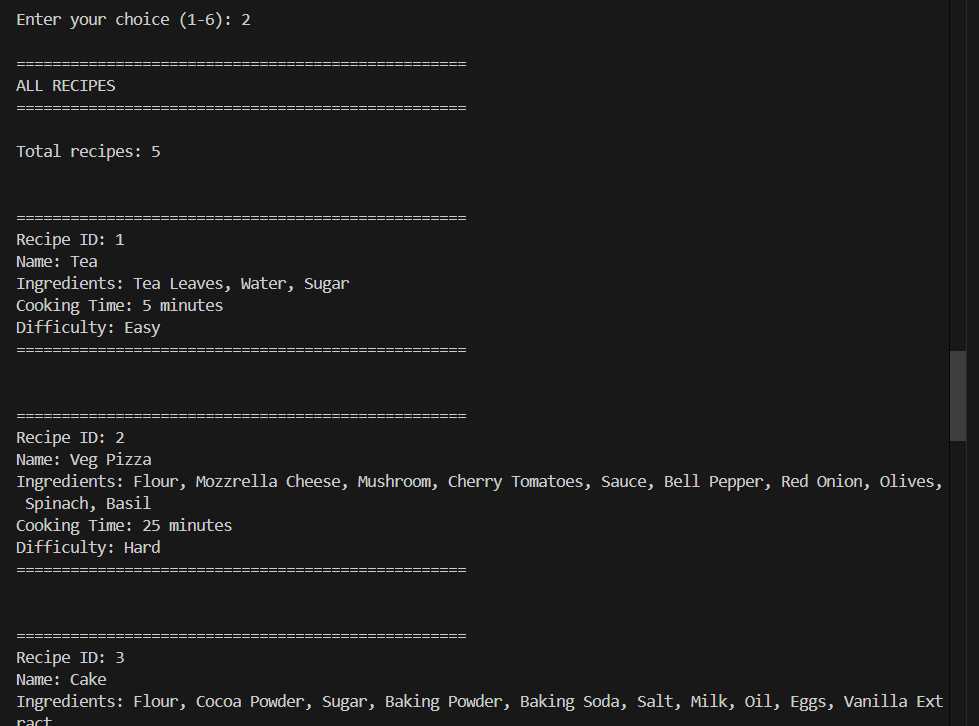 Enter your choice (1-6): 2
==================================================
ALL RECIPES
==================================================
Total recipes: 5
==================================================
Recipe ID: 1
Name: Tea
Ingredients: Tea Leaves, Water, Sugar
Cooking Time: 5 minutes
Difficulty: Easy
==================================================
==================================================
Recipe ID: 2
Name: Veg Pizza
Ingredients: Flour, Mozzrella Cheese, Mushroom, Cherry Tomatoes, Sauce, Bell Pepper, Red Onion, Olives,
Spinach, Basil
Cooking Time: 25 minutes
Difficulty: Hard
==================================================
==================================================
Recipe ID: 3
Name: Cake
Ingredients: Flour, Cocoa Powder, Sugar, Baking Powder, Baking Soda, Salt, Milk, Oil, Eggs, Vanilla Ext
ract